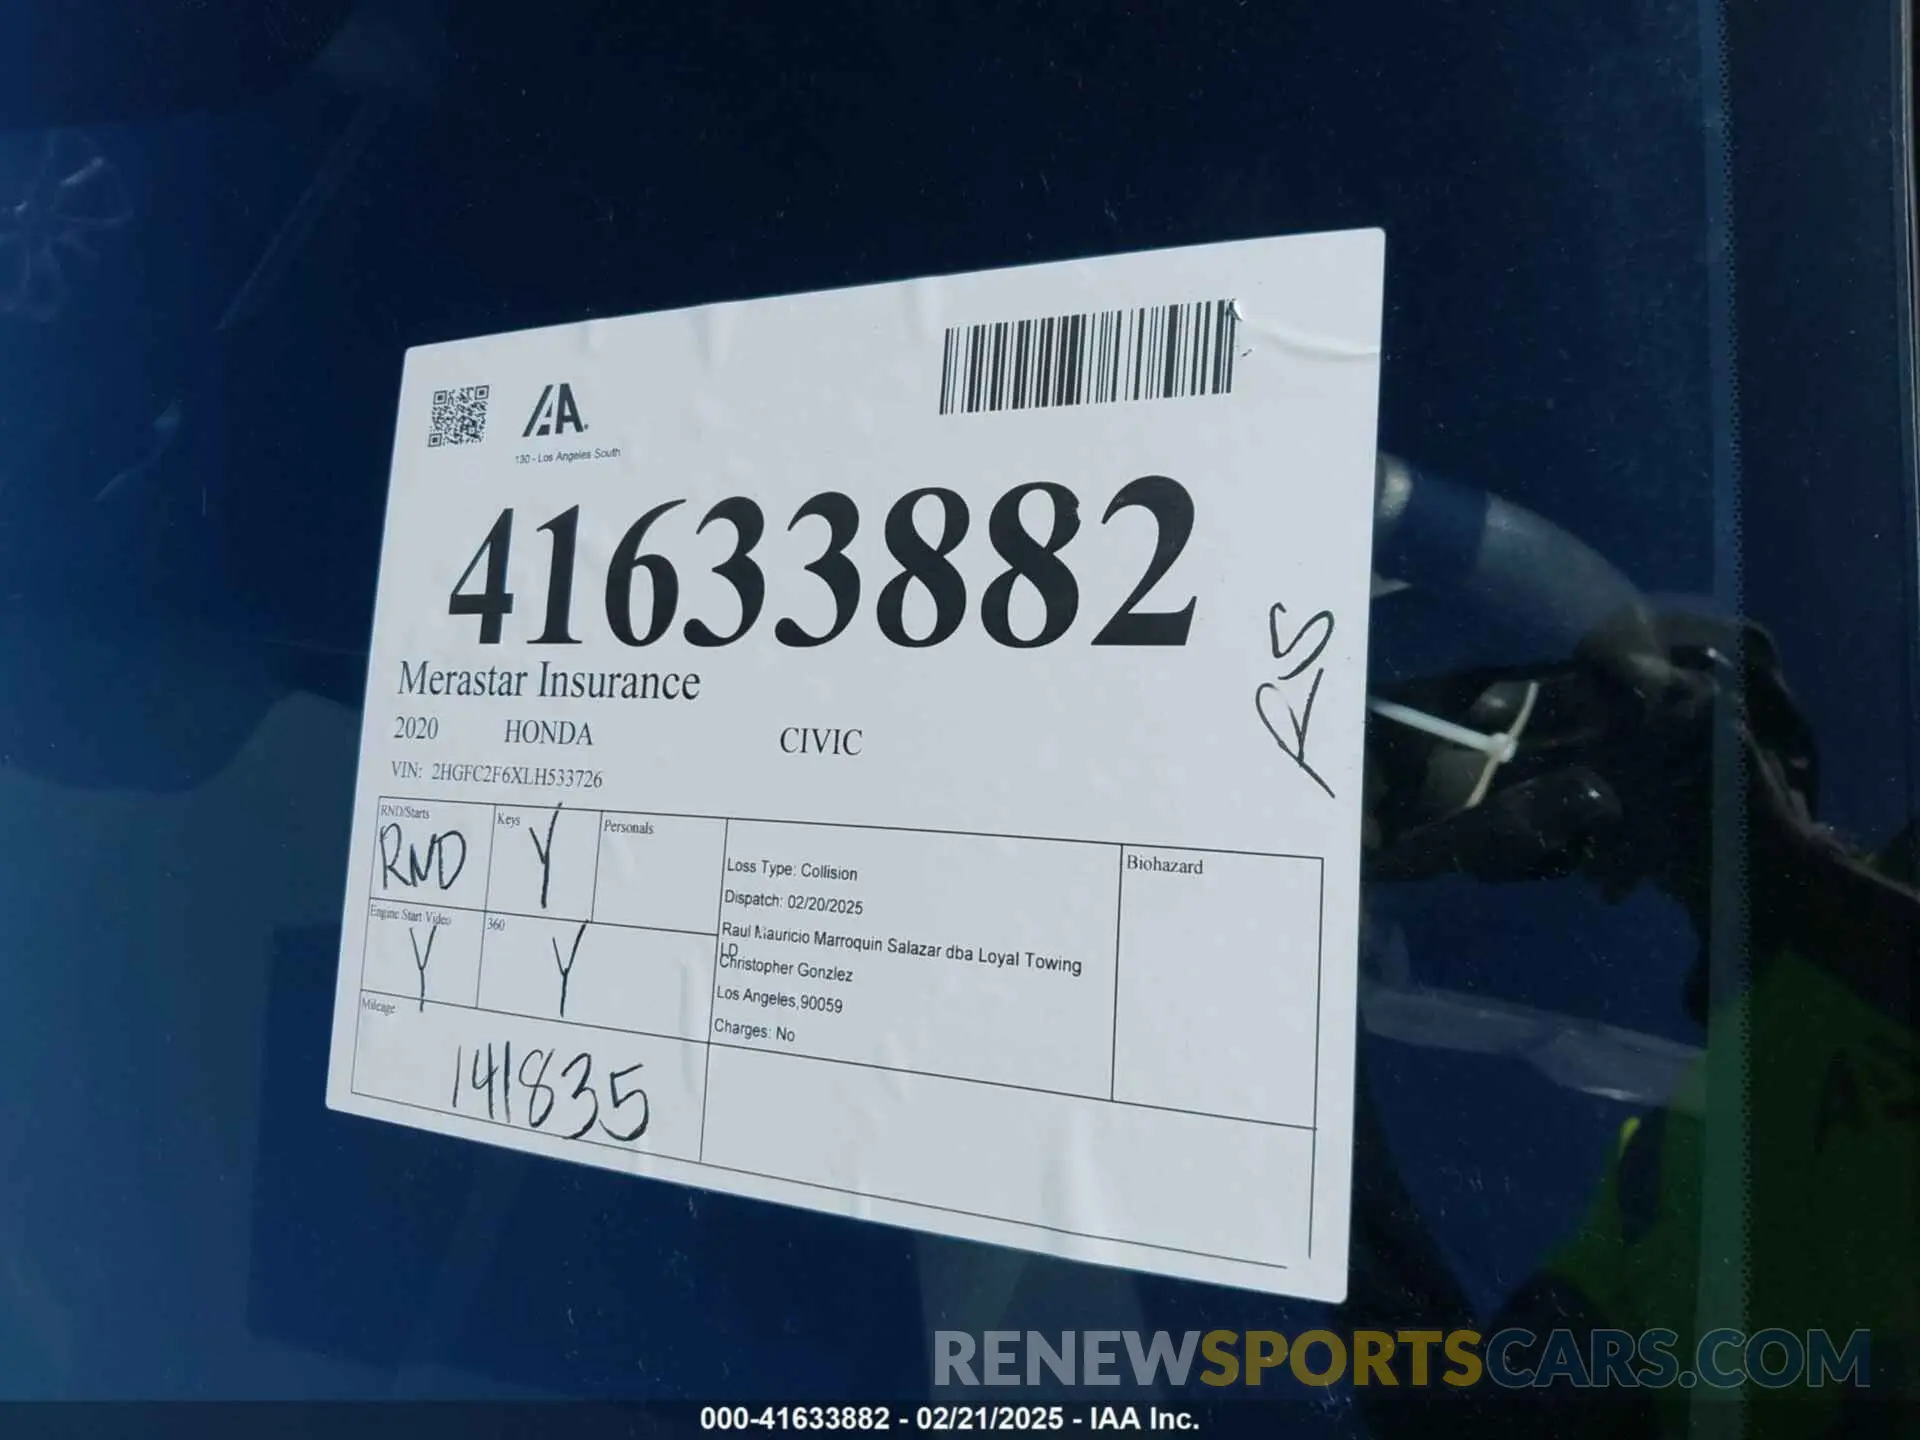 IAA.
130 - Los Angeles South
41633882
Merastar Insurance
2020 HONDA CIVIC
VIN: 2HGFC2F6XLH533726
RND/Starts
RND
Keys
Y
Personals
Engine Start Video
Y
360
Y
Mileage
141835
Loss Type: Collision
Dispatch: 02/20/2025
Raul Mauricio Marroquin Salazar dba Loyal Towing
LD
Christopher Gonzlez
Los Angeles,90059
Charges: No
Biohazard
RENEWSPORTSCARS.COM
000-41633882 - 02/21/2025 - IAA Inc.